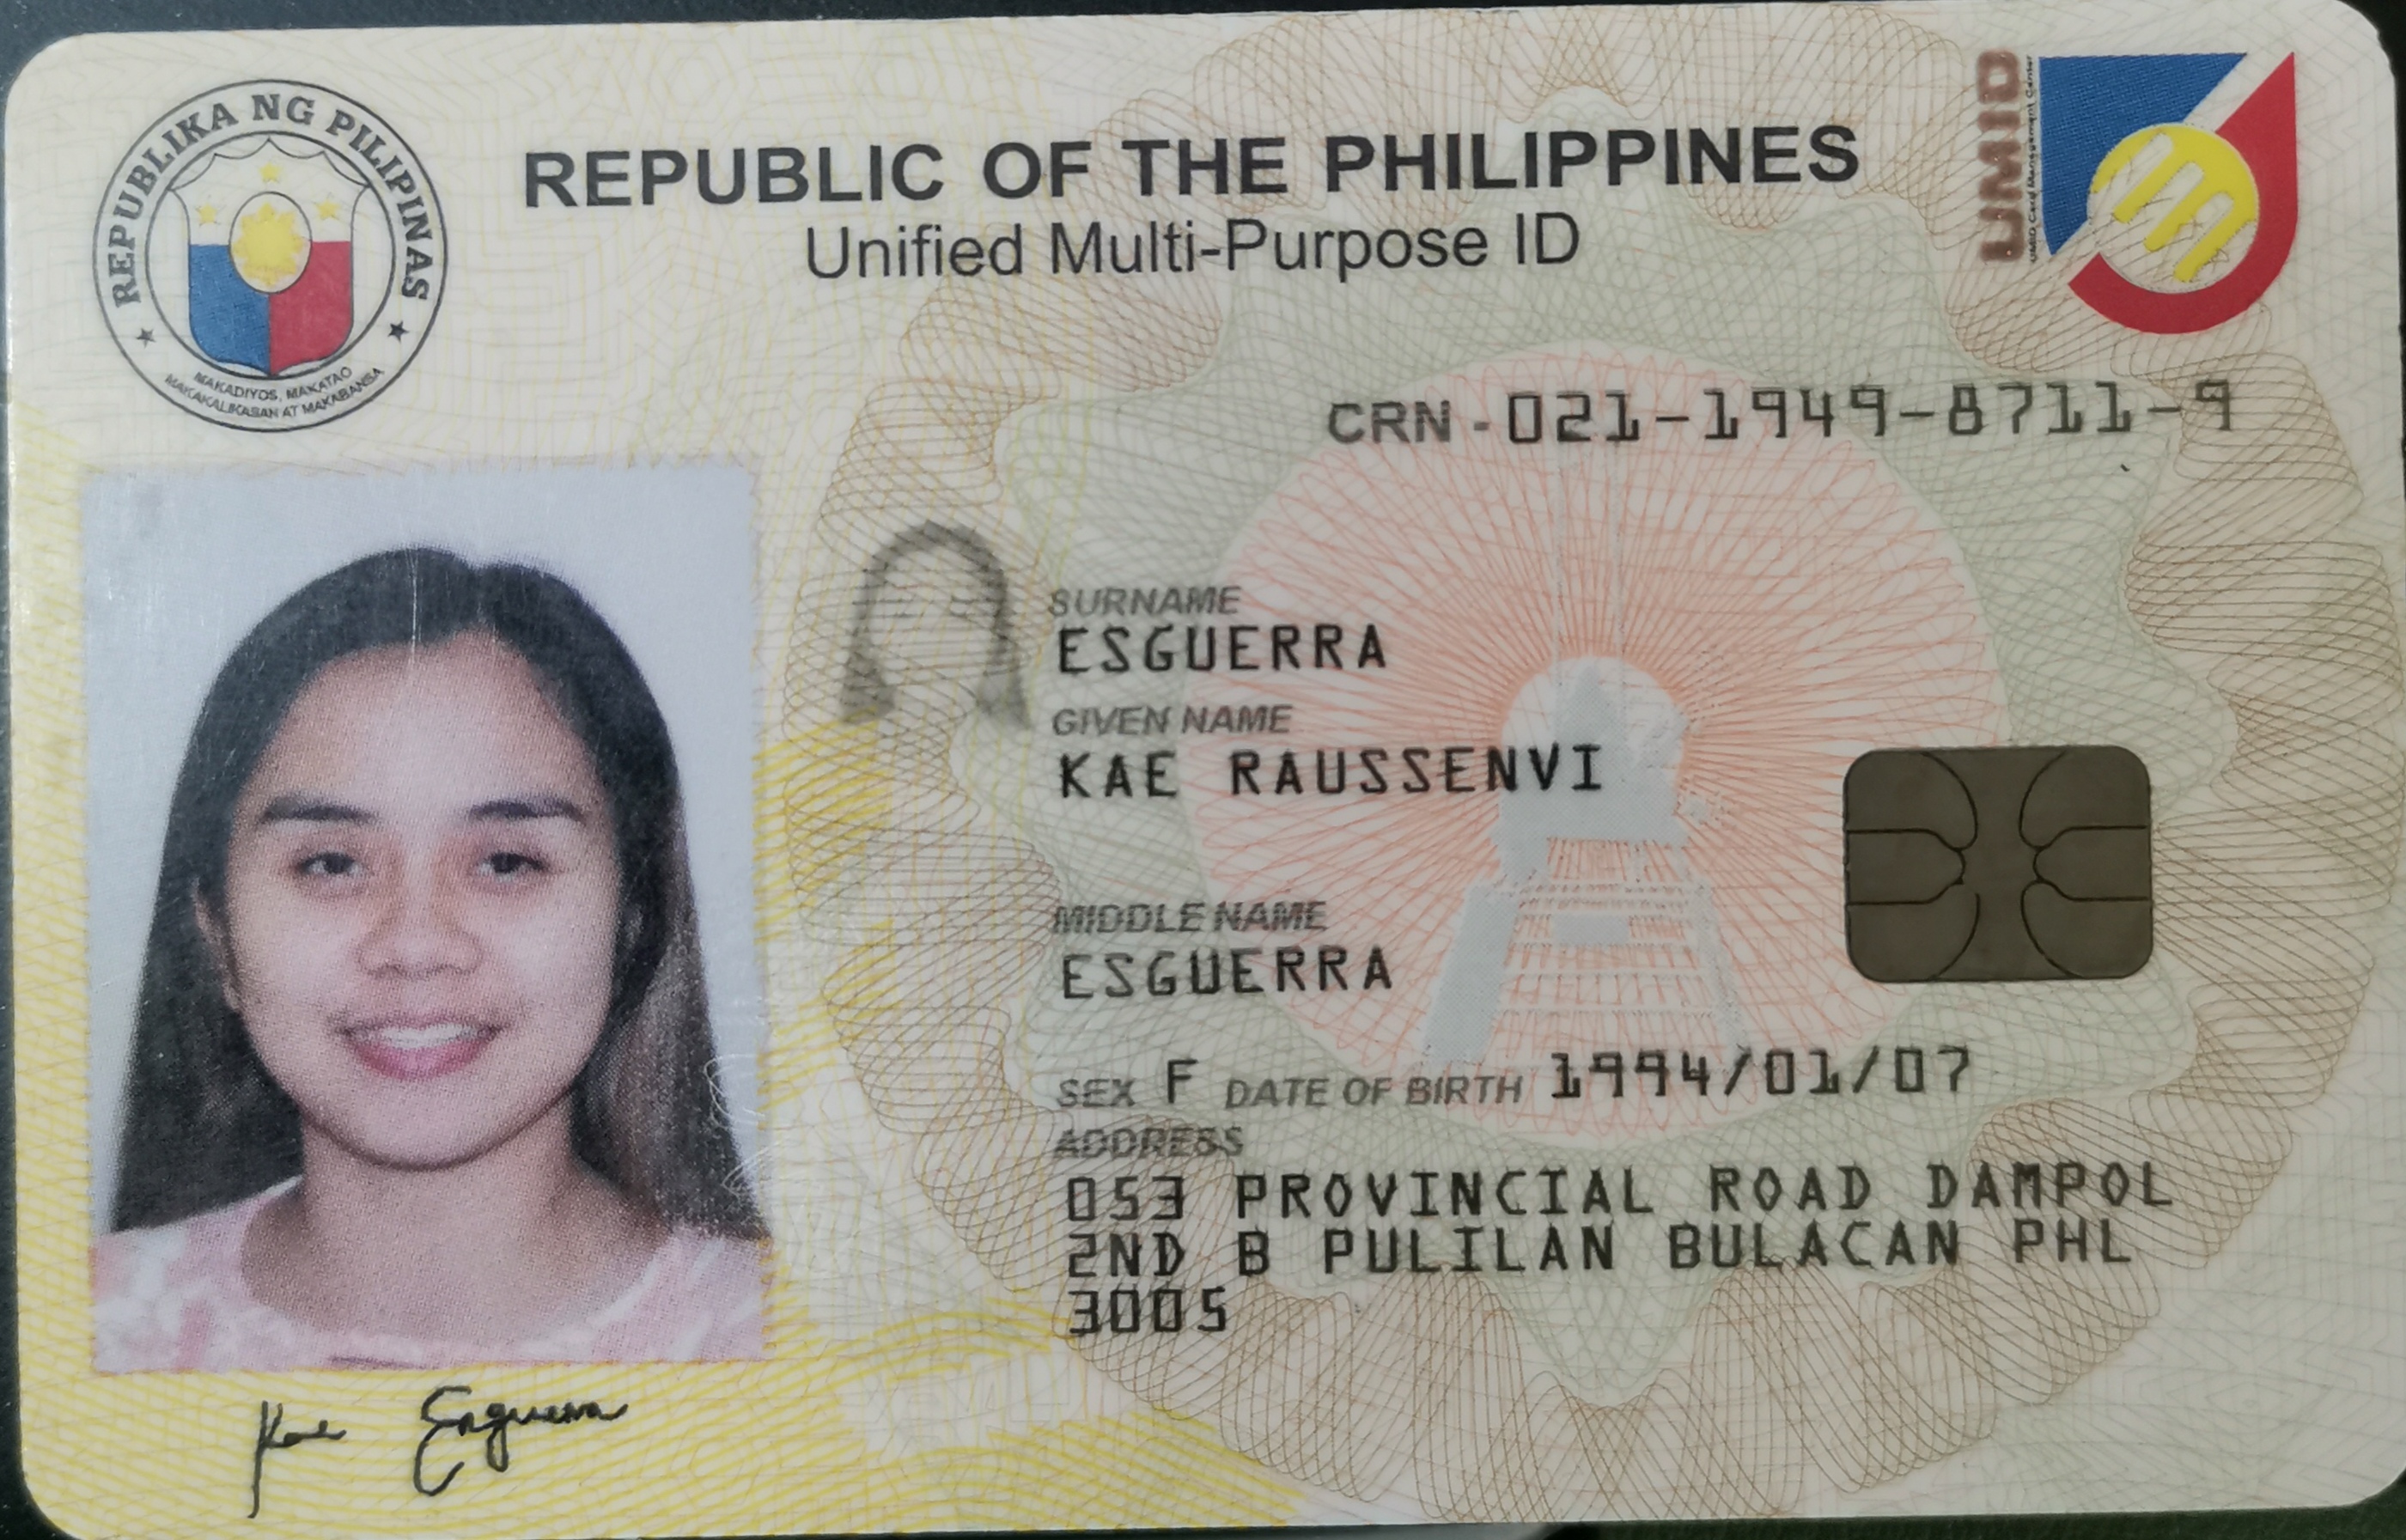 REPUBLIKA NG PILIPINAS
MAKADIYOS, MAKATAO
MAKAKALIKASAN AT MAKABANSA
REPUBLIC OF THE PHILIPPINES
Unified Multi-Purpose ID
UMID
UMID Card Management Center
CRN - 021-1949-8711-9
SURNAME
ESGUERRA
GIVEN NAME
KAE RAUSSENVI
MIDDLE NAME
ESGUERRA
SEX F DATE OF BIRTH 1994/01/07
ADDRESS
053 PROVINCIAL ROAD DAMPOL
2ND B PULILAN BULACAN PHL
3005
Kae Esguerra